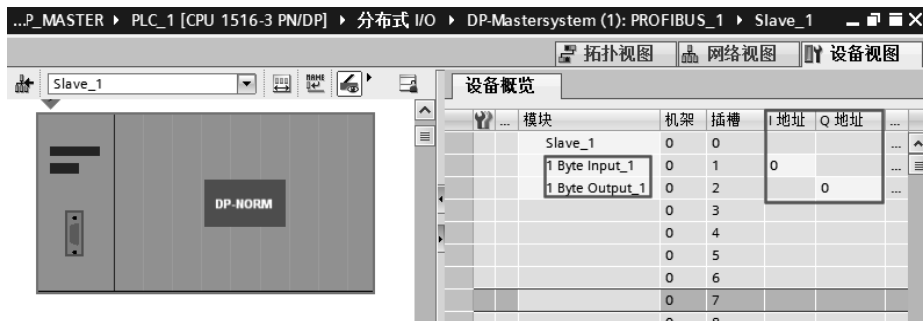 ...P_MASTER ▸ PLC_1 [CPU 1516-3 PN/DP] ▸ 分布式 I/O ▸ DP-Mastersystem (1): PROFIBUS_1 ▸ Slave_1
拓扑视图 网络视图 设备视图
Slave_1
设备概览
... 模块 机架 插槽 I 地址 Q 地址 ...
Slave_1 0 0 ...
1 Byte Input_1 0 1 0 ...
1 Byte Output_1 0 2 0 ...
DP-NORM
0 3
0 4
0 5
0 6
0 7